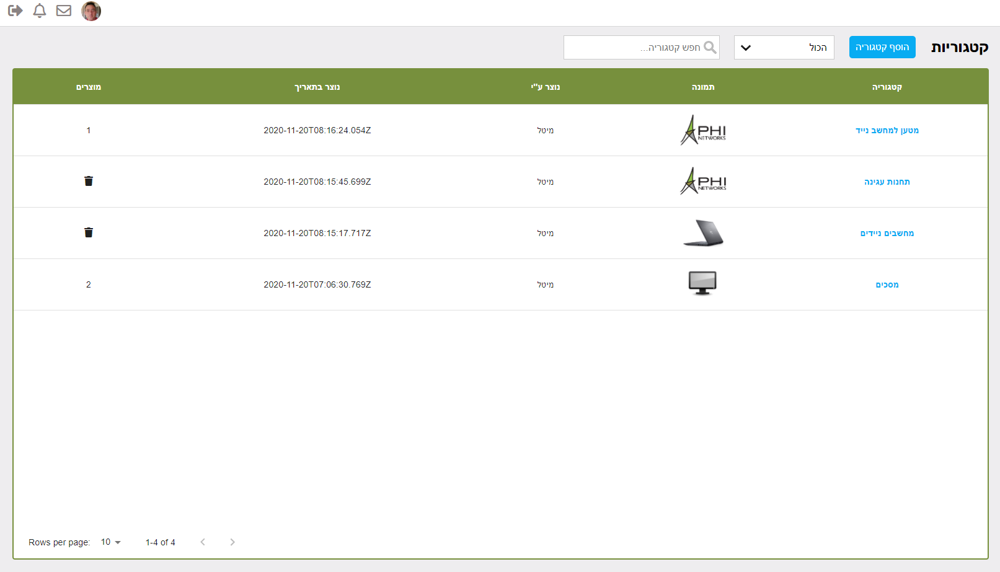 קטגוריות
הוסף קטגוריה
הכול
חפש קטגוריה...
קטגוריה תמונה נוצר ע"י נוצר בתאריך מוצרים
מטען למחשב נייד PHI NETWORKS מיטל 2020-11-20T08:16:24.054Z 1
תחנות עגינה PHI NETWORKS מיטל 2020-11-20T08:15:45.699Z
מחשבים ניידים מיטל 2020-11-20T08:15:17.717Z
מסכים מיטל 2020-11-20T07:06:30.769Z 2
Rows per page: 10 1-4 of 4